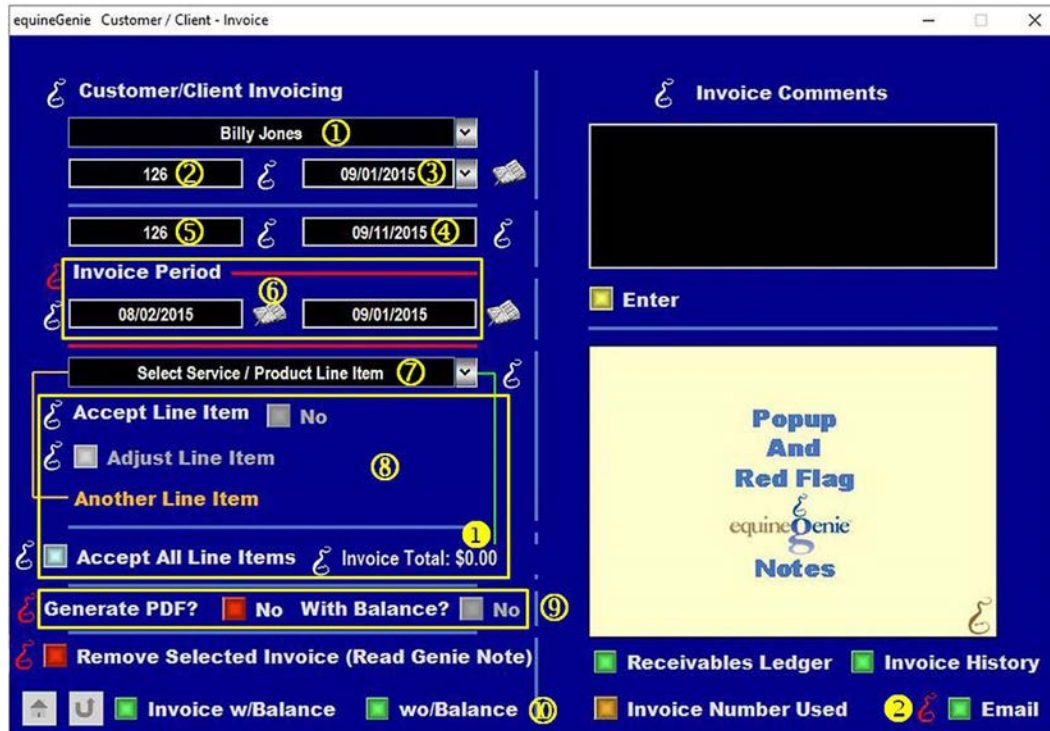 equineGenie Customer / Client - Invoice
Customer/Client Invoicing
Billy Jones ①
126 ②
09/01/2015 ③
126 ⑤
09/11/2015 ④
Invoice Period
⑥
08/02/2015
09/01/2015
Select Service / Product Line Item ⑦
Accept Line Item No
Adjust Line Item
⑧
Another Line Item
❶
Accept All Line Items Invoice Total: $0.00
Generate PDF? No With Balance? No ⑨
Remove Selected Invoice (Read Genie Note)
Invoice w/Balance wo/Balance ⑩
Invoice Comments
Enter
Popup
And
Red Flag
equineGenie
Notes
Receivables Ledger Invoice History
Invoice Number Used ❷ Email